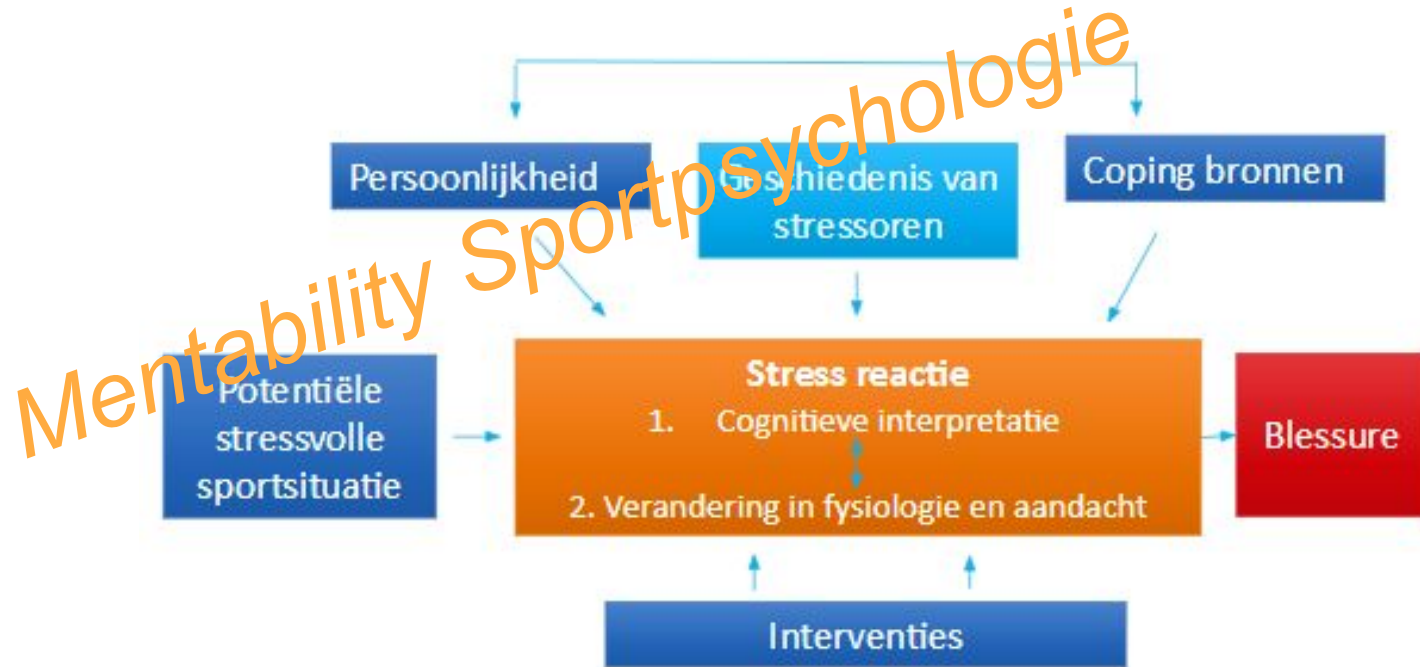 Mentability Sportpsychologie
Persoonlijkheid
Geschiedenis van
stressoren
Coping bronnen
Potentiële
stressvolle
sportsituatie
Stress reactie
1. Cognitieve interpretatie
2. Verandering in fysiologie en aandacht
Blessure
Interventies